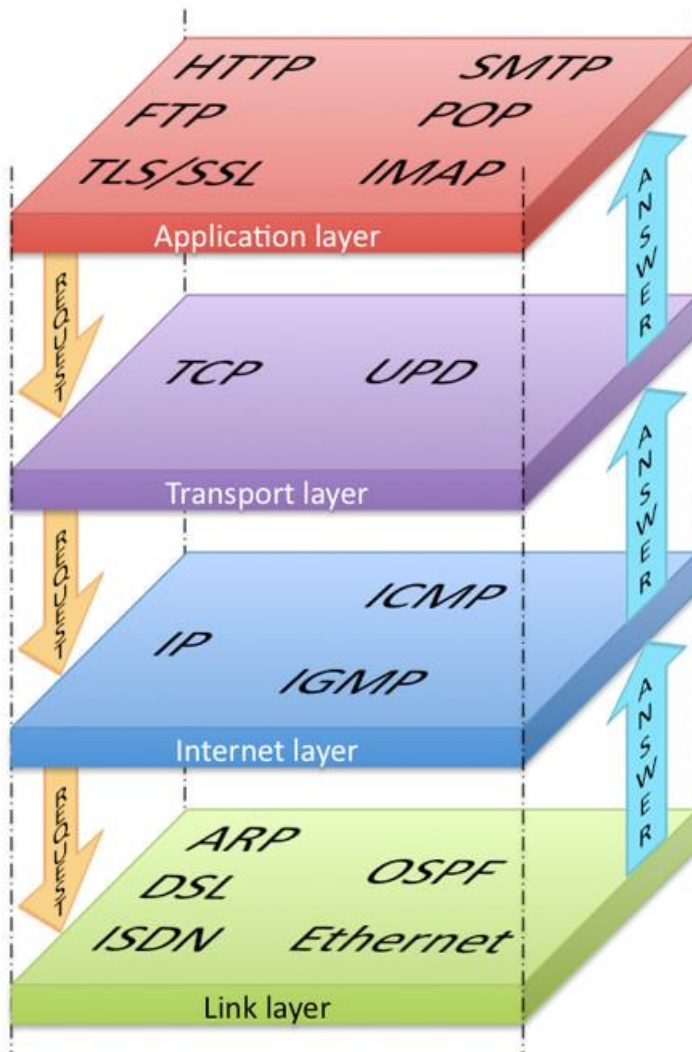 HTTP SMTP
FTP POP
TLS/SSL IMAP
Application layer
REQUEST ANSWER
TCP UPD
Transport layer
REQUEST ANSWER
ICMP
IP
IGMP
Internet layer
REQUEST ANSWER
ARP
OSPF
DSL
ISDN Ethernet
Link layer